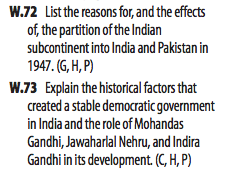 W.72 List the reasons for, and the effects
of, the partition of the Indian
subcontinent into India and Pakistan in
1947. (G, H, P)
W.73 Explain the historical factors that
created a stable democratic government
in India and the role of Mohandas
Gandhi, Jawaharlal Nehru, and Indira
Gandhi in its development. (C, H, P)